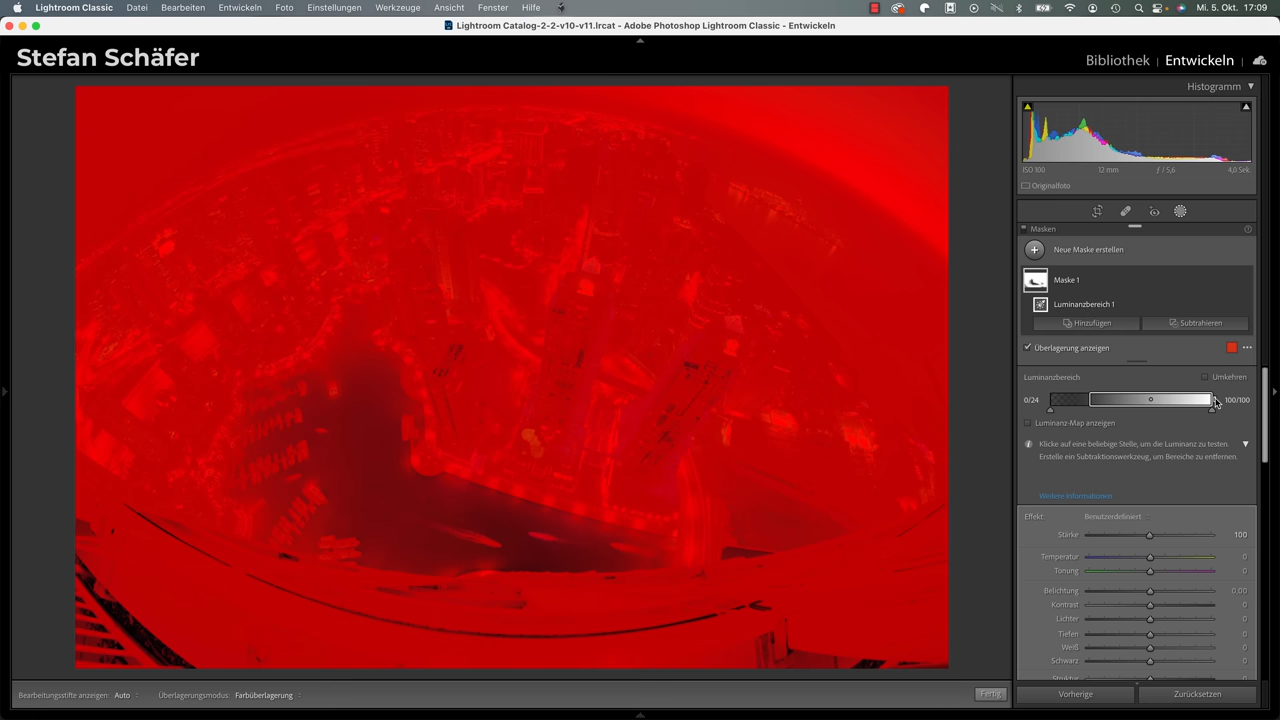 Lightroom Classic Datei Bearbeiten Entwickeln Foto Einstellungen Werkzeuge Ansicht Fenster Hilfe Mi. 5. Okt. 17:09
Lightroom Catalog-2-2-v10-v11.lrcat - Adobe Photoshop Lightroom Classic - Entwickeln
Stefan Schäfer
Bibliothek | Entwickeln |
Histogramm
ISO 100 12 mm ƒ / 5,6 4,0 Sek.
Originalfoto
Masken
Neue Maske erstellen
Maske 1
Luminanzbereich 1
Hinzufügen Subtrahieren
Überlagerung anzeigen
Luminanzbereich Umkehren
0/24 100/100
Luminanz-Map anzeigen
Klicke auf eine beliebige Stelle, um die Luminanz zu testen.
Erstelle ein Subtraktionswerkzeug, um Bereiche zu entfernen.
Weitere Informationen
Effekt: Benutzerdefiniert
Stärke 100
Temperatur 0
Tonung 0
Belichtung 0,00
Kontrast 0
Lichter 0
Tiefen 0
Weiß 0
Schwarz 0
Struktur
Bearbeitungsstifte anzeigen: Auto Überlagerungsmodus: Farbüberlagerung Fertig
Vorherige Zurücksetzen